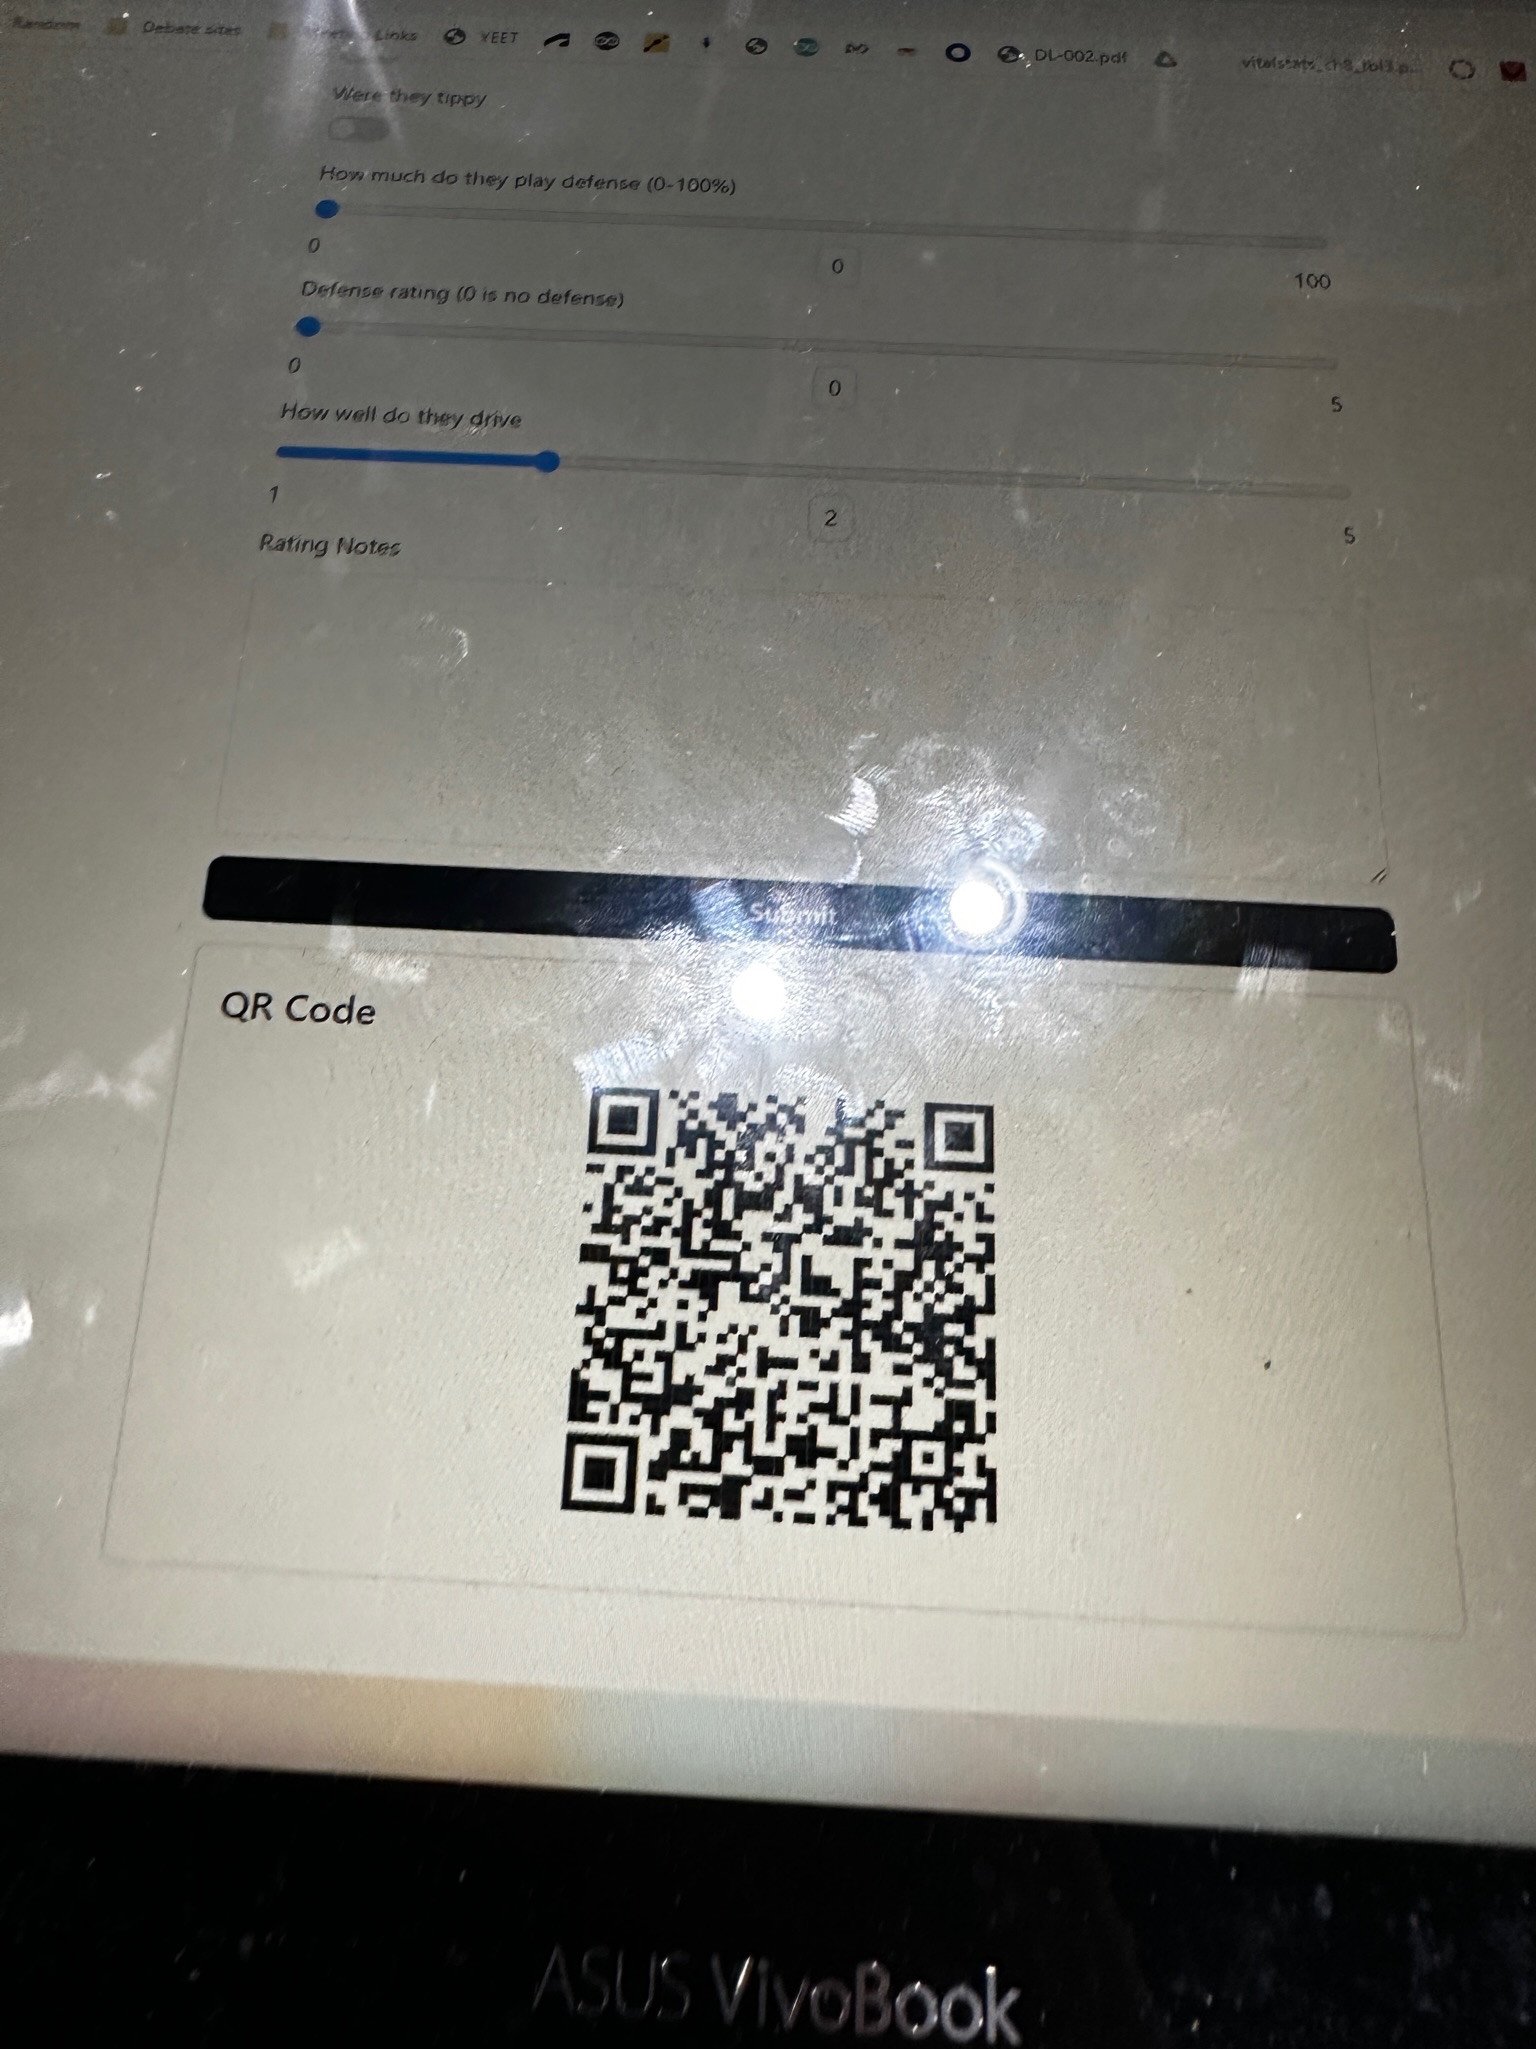 Random Debate sites Links YEET DL-002.pdf
Were they tippy
How much do they play defense (0-100%)
0 0 100
Defense rating (0 is no defense)
0 0 5
How well do they drive
1 2 5
Rating Notes
Submit
QR Code
ASUS VivoBook